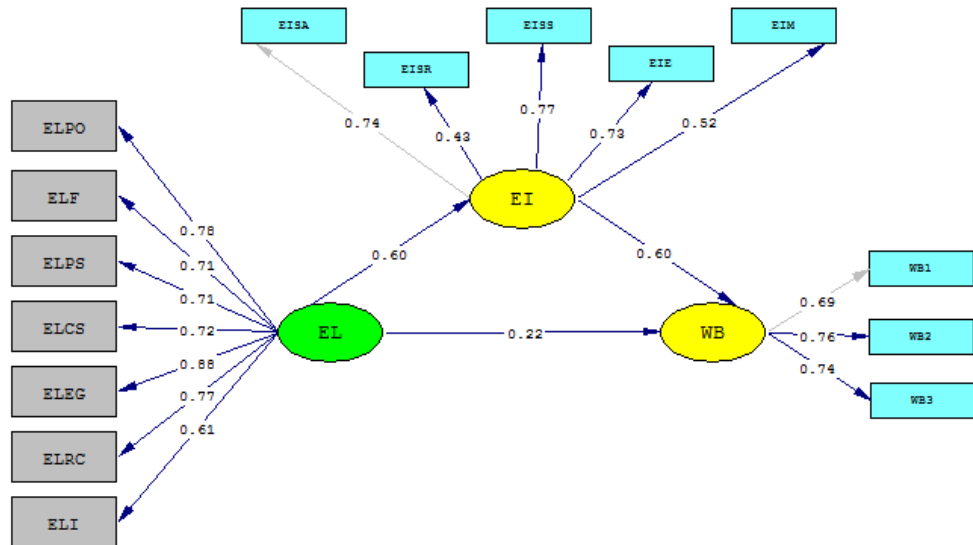 EISA
EISS
EIM
EISR
EIE
0.74
0.43
0.77
0.73
0.52
ELPO
ELF
ELPS
ELCS
ELEG
ELRC
ELI
0.78
0.71
0.71
0.72
0.88
0.77
0.61
EI
0.60
0.60
EL
0.22
WB
0.69
0.76
0.74
WB1
WB2
WB3